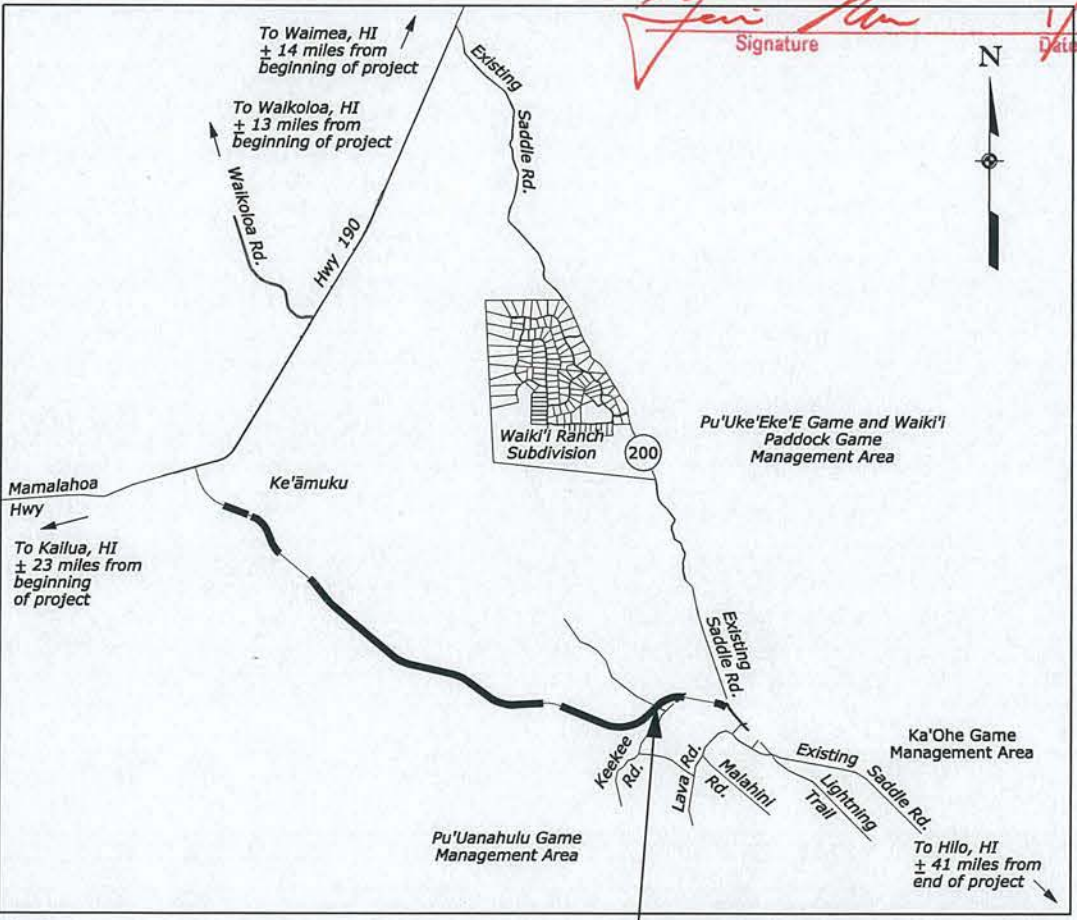 To Waimea, HI
± 14 miles from
beginning of project
Signature
Date
N
Existing
Saddle Rd.
To Waikoloa, HI
± 13 miles from
beginning of project
Waikoloa Rd.
Hwy 190
Waiki'i Ranch
Subdivision
200
Pu'Uke'Eke'E Game and Waiki'i
Paddock Game
Management Area
Mamalahoa
Hwy
Ke'āmuku
To Kailua, HI
± 23 miles from
beginning
of project
Existing
Saddle Rd.
Keekee
Rd.
Lava Rd.
Malahini
Rd.
Existing Saddle Rd.
Lightning
Trail
Ka'Ohe Game
Management Area
Pu'Uanahulu Game
Management Area
To Hilo, HI
± 41 miles from
end of project